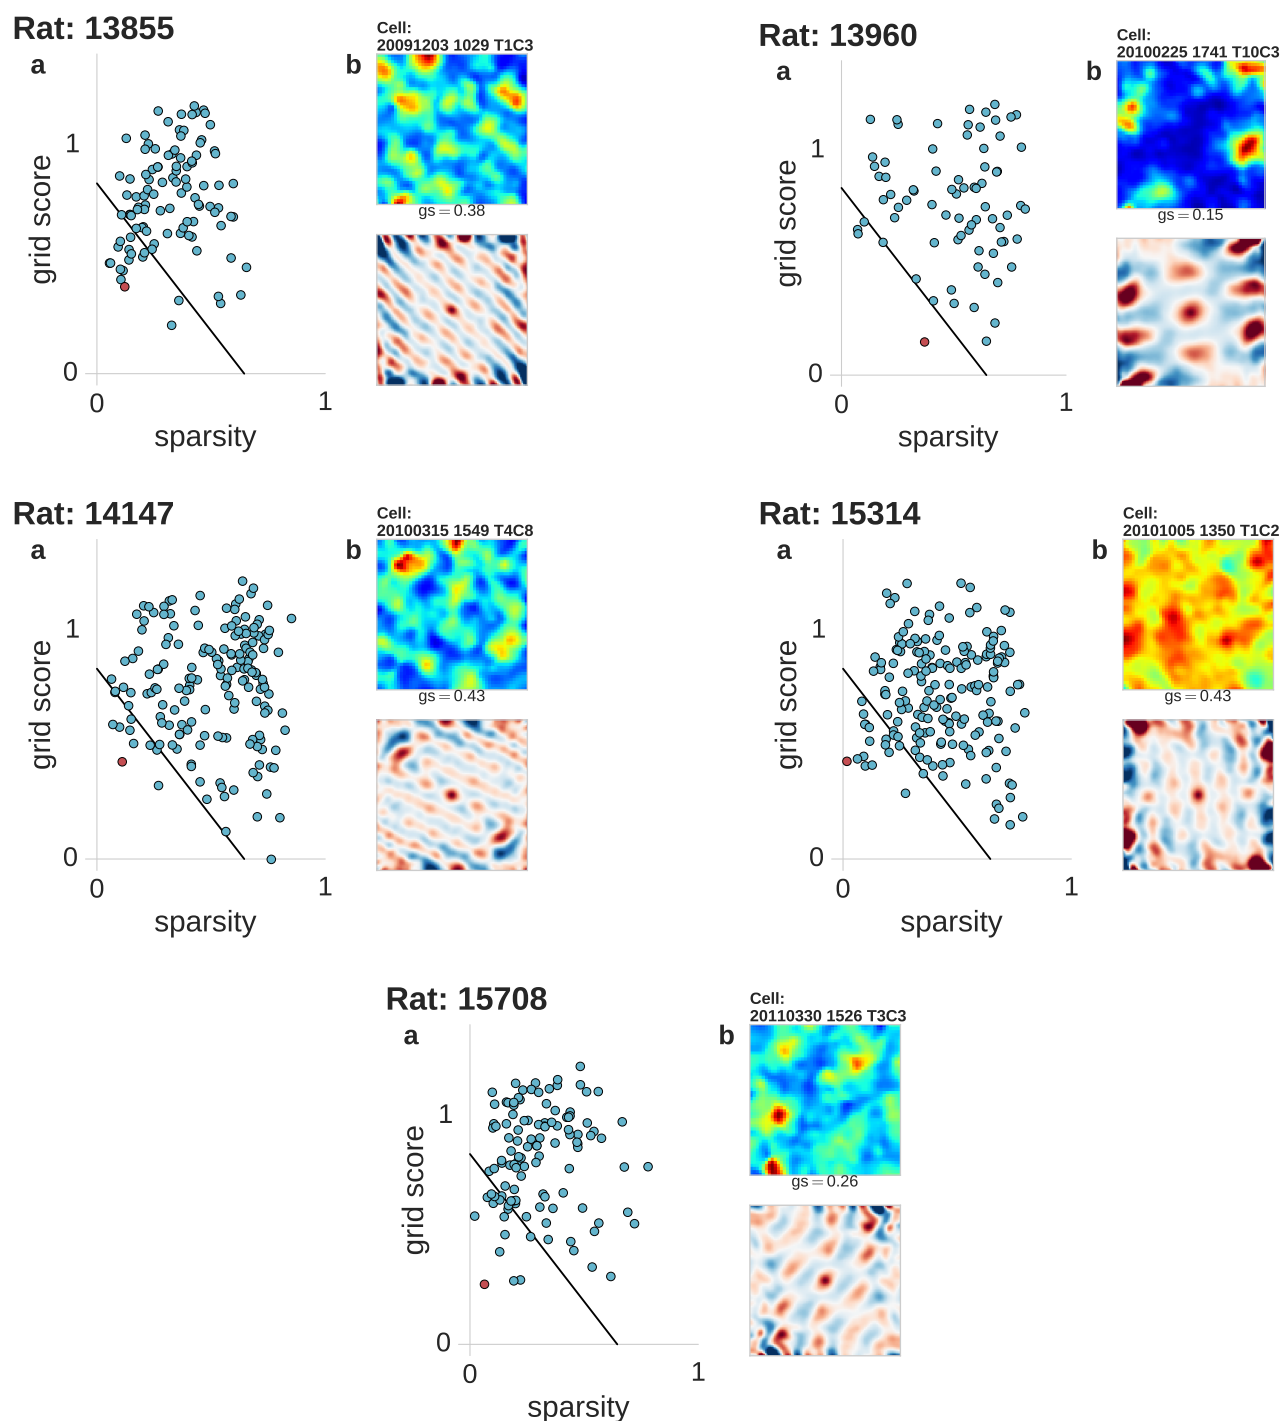 Rat: 13855
a
b
Cell:
20091203 1029 T1C3
grid score
1
0
0
1
sparsity
gs = 0.38
Rat: 13960
a
b
Cell:
20100225 1741 T10C3
grid score
1
0
0
1
sparsity
gs = 0.15
Rat: 14147
a
b
Cell:
20100315 1549 T4C8
grid score
1
0
0
1
sparsity
gs = 0.43
Rat: 15314
a
b
Cell:
20101005 1350 T1C2
grid score
1
0
0
1
sparsity
gs = 0.43
Rat: 15708
a
b
Cell:
20110330 1526 T3C3
grid score
1
0
0
1
sparsity
gs = 0.26